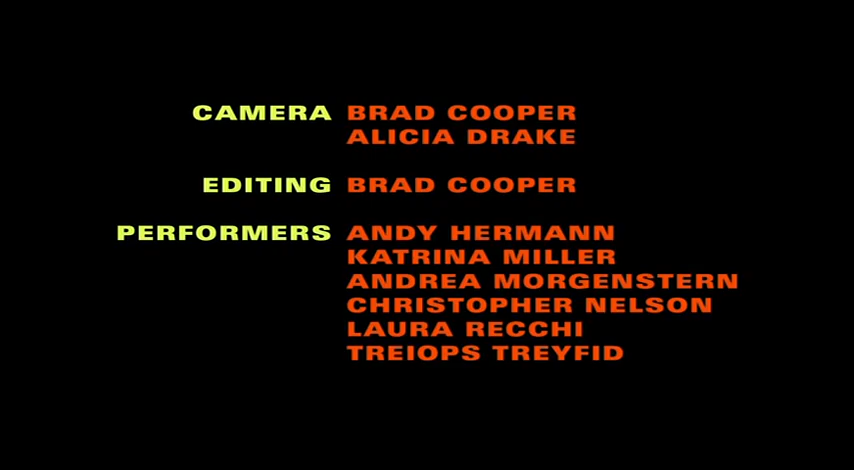 CAMERA BRAD COOPER
ALICIA DRAKE
EDITING BRAD COOPER
PERFORMERS ANDY HERMANN
KATRINA MILLER
ANDREA MORGENSTERN
CHRISTOPHER NELSON
LAURA RECCHI
TREIOPS TREYFID